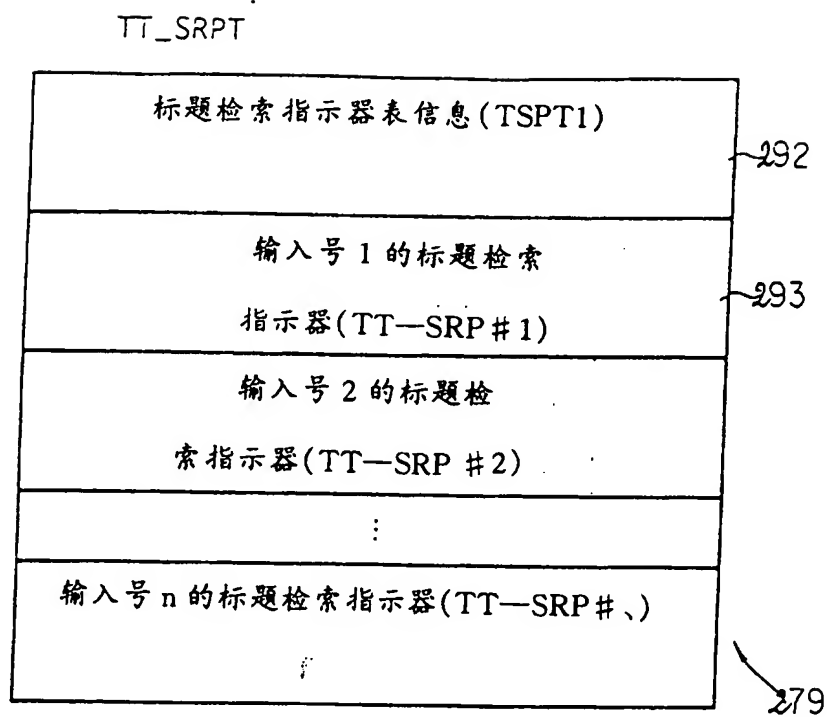 TT_SRPT
标题检索指示器表信息(TSPT1)
292
输入号1的标题检索
指示器(TT—SRP#1)
293
输入号2的标题检
索指示器(TT—SRP #2)
⋮
输入号n的标题检索指示器(TT—SRP#、)
279